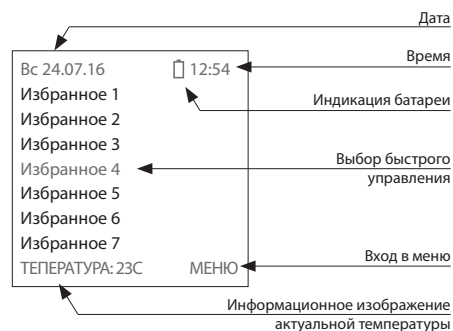 Дата
Время
Вс 24.07.16 12:54
Индикация батареи
Избранное 1
Избранное 2
Избранное 3
Избранное 4
Выбор быстрого
управления
Избранное 5
Избранное 6
Избранное 7
ТЕПЕРАТУРА: 23C МЕНЮ
Вход в меню
Информационное изображение
актуальной температуры